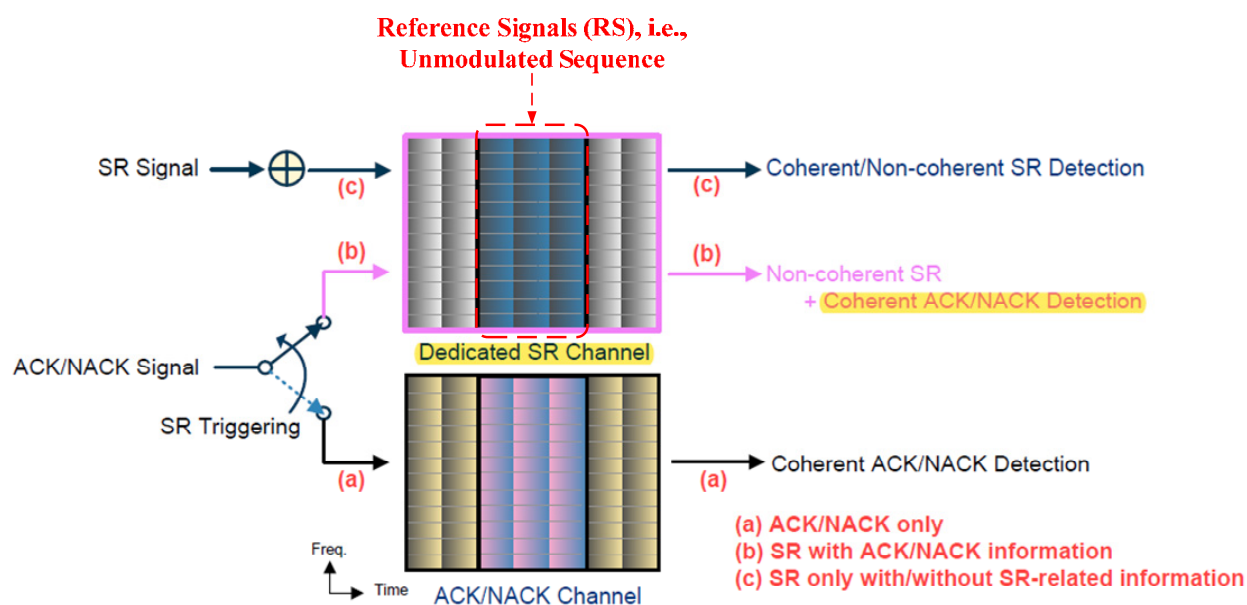 Reference Signals (RS), i.e.,
Unmodulated Sequence
SR Signal
(c)
(c)
Coherent/Non-coherent SR Detection
(b)
(b)
Non-coherent SR
+ Coherent ACK/NACK Detection
Dedicated SR Channel
ACK/NACK Signal
SR Triggering
(a)
(a)
Coherent ACK/NACK Detection
(a) ACK/NACK only
(b) SR with ACK/NACK information
(c) SR only with/without SR-related information
Freq.
Time
ACK/NACK Channel